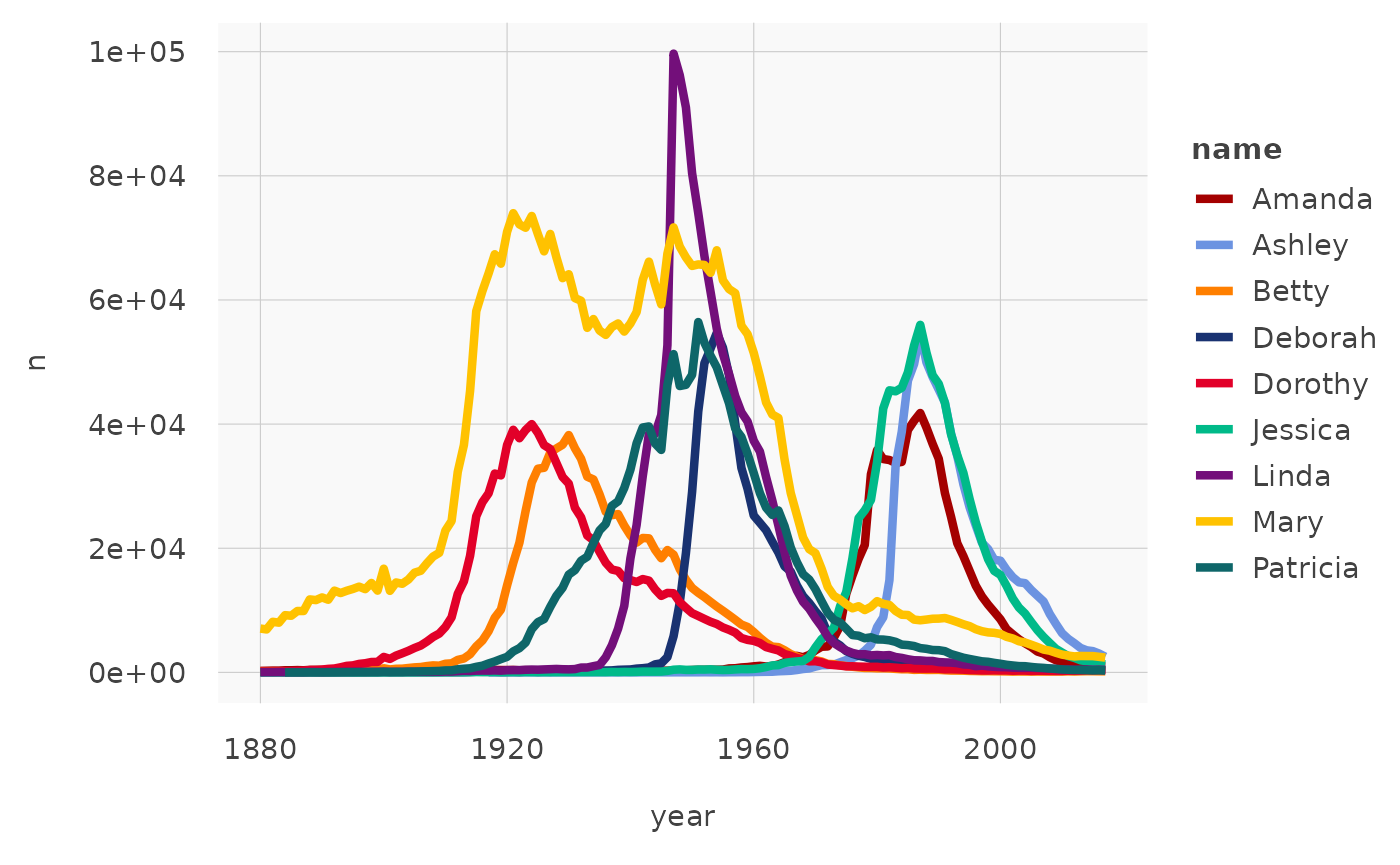 1e+05
8e+04
6e+04
4e+04
2e+04
0e+00
n
1880 1920 1960 2000
year
name
Amanda
Ashley
Betty
Deborah
Dorothy
Jessica
Linda
Mary
Patricia